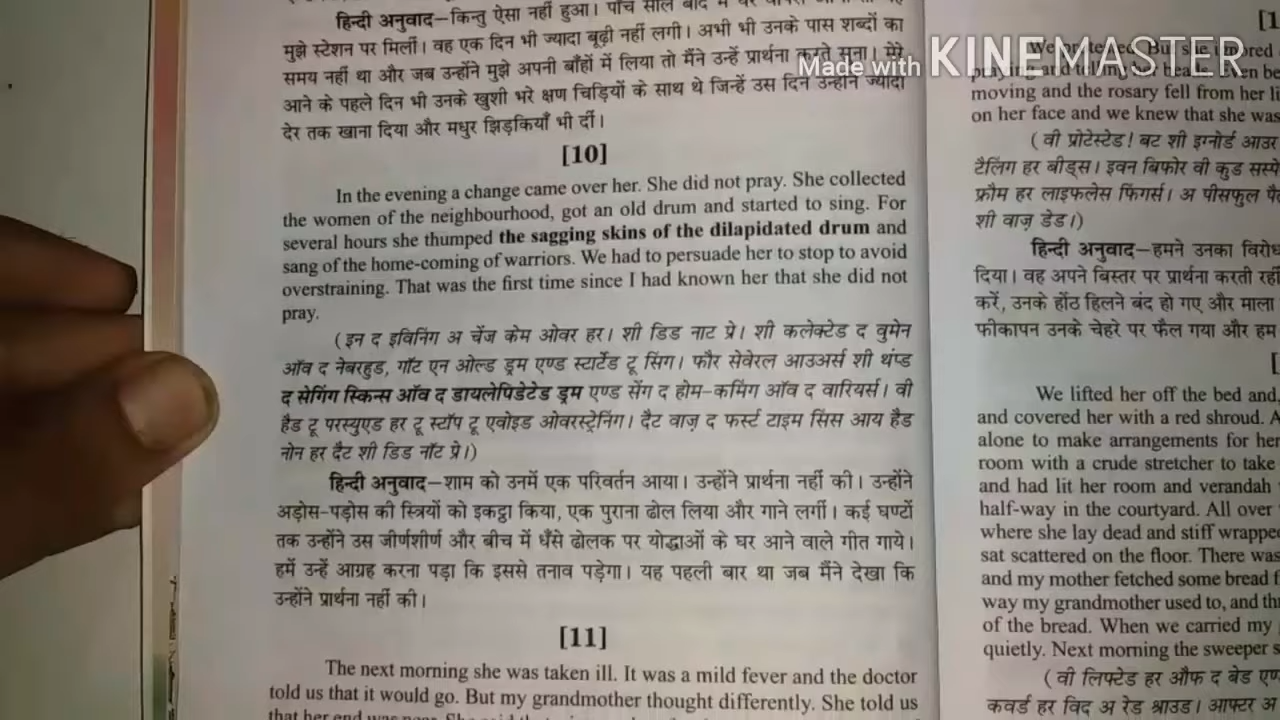 हिन्दी अनुवाद–किन्तु ऐसा नहीं हुआ। पाँच साल बाद
मुझे स्टेशन पर मिलीं। वह एक दिन भी ज्यादा बूढ़ी नहीं लगी। अभी भी उनके पास शब्दों का
समय नहीं था और जब उन्होंने मुझे अपनी बाँहों में लिया तो मैंने उन्हें प्रार्थना करते सुना। मेरे
आने के पहले दिन भी उनके खुशी भरे क्षण चिड़ियों के साथ थे जिन्हें उस दिन उन्होंने ज्यादा
देर तक खाना दिया और मधुर झिड़कियाँ भी दीं।
[10]
In the evening a change came over her. She did not pray. She collected
the women of the neighbourhood, got an old drum and started to sing. For
several hours she thumped the sagging skins of the dilapidated drum and
sang of the home-coming of warriors. We had to persuade her to stop to avoid
overstraining. That was the first time since I had known her that she did not
pray.
(इन द इविनिंग अ चेंज केम ओवर हर। शी डिड नाट प्रे। शी कलेक्टेड द वुमेन
ऑव द नेबरहुड, गॉट एन ओल्ड ड्रम एण्ड स्टार्टेड टू सिंग। फौर सेवेरल आउअर्स शी थंप्ड
द सेगिंग स्किन्स ऑव द डायलेपिडेटेड ड्रम एण्ड सेंग द होम-कमिंग ऑव द वारियर्स। वी
हैड टू परस्युएड हर टू स्टॉप टू एवोइड ओवरस्ट्रेनिंग। दैट वाज़ द फर्स्ट टाइम सिंस आय हैड
नोन हर दैट शी डिड नॉट प्रे।)
हिन्दी अनुवाद–शाम को उनमें एक परिवर्तन आया। उन्होंने प्रार्थना नहीं की। उन्होंने
अड़ोस-पड़ोस की स्त्रियों को इकट्ठा किया, एक पुराना ढोल लिया और गाने लगीं। कई घण्टों
तक उन्होंने उस जीर्णशीर्ण और बीच में धँसे ढोलक पर योद्धाओं के घर आने वाले गीत गाये।
हमें उन्हें आग्रह करना पड़ा कि इससे तनाव पड़ेगा। यह पहली बार था जब मैंने देखा कि
उन्होंने प्रार्थना नहीं की।
[11]
The next morning she was taken ill. It was a mild fever and the doctor
told us that it would go. But my grandmother thought differently. She told us
that her end was near. She said that
Made with KINEMASTER
[1
But she ignored
moving and the rosary fell from her
on her face and we knew that she was
(वी प्रोटेस्टेड! बट शी इग्नोर्ड आउर
टैलिंग हर बीड्स। इवन बिफोर वी कुड
फ्रौम हर लाइफलेस फिंगर्स। अ पीसफुल
शी वाज़ डेड।)
हिन्दी अनुवाद–हमने उनका
दिया। वह अपने बिस्तर पर प्रार्थना करती
करें, उनके होंठ हिलने बंद हो गए और माला
फीकापन उनके चेहरे पर फैल गया और हम
[
We lifted her off the bed and,
and covered her with a red shroud. A
alone to make arrangements for her
room with a crude stretcher to take
and had lit her room and verandah
half-way in the courtyard. All over
where she lay dead and stiff
sat scattered on the floor. There was
and my mother fetched some bread
way my grandmother used to, and
of the bread. When we carried my
quietly. Next morning the sweeper
(वी लिफ्टेड हर औफ द बेड
कवर्ड हर विद अ रेड श्राउड। आफ्टर अ